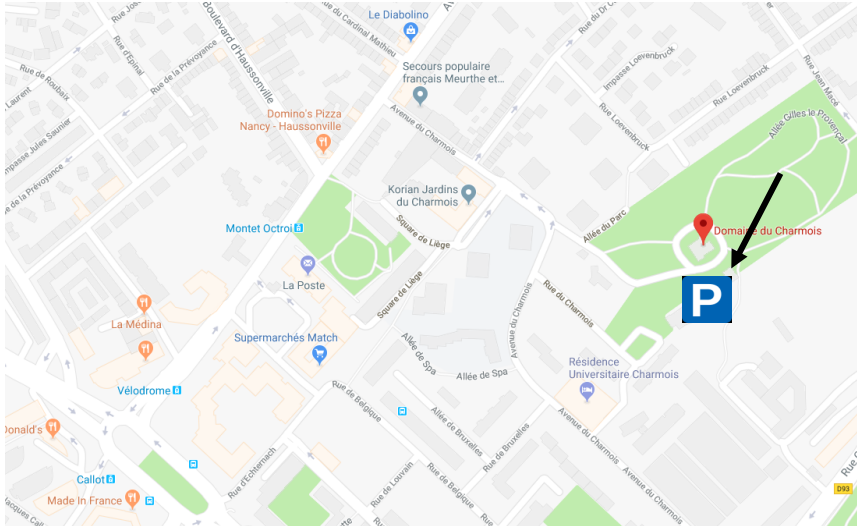 Le Diabolino
Rue du Cardinal Mathieu
Boulevard d'Haussonville
Rue d'Epinal
Rue de la Prévoyance
Rue de Roubaix
Laurent
Impasse Jules Saunier
de la Prévoyance
Secours populaire
français Meurthe et...
Avenue du Charmois
Domino's Pizza
Nancy - Haussonville
Rue du Dr
Impasse Loevenbruck
Rue Loevenbruck
Rue Loevenbruck
Rue Jean Macé
Allée Gilles le Provençal
Korian Jardins
du Charmois
Square de Liège
Allée du Parc
Domaine du Charmois
Montet Octroi
La Poste
Square de Liège
P
Rue du Charmois
Avenue du Charmois
La Médina
Supermarchés Match
Allée de Spa
Allée de Spa
Résidence
Universitaire Charmois
Vélodrome
Rue de Belgique
Allée de Bruxelles
Rue de Bruxelles
Avenue du Charmois
onald's
Rue d'Echternach
Rue de Louvain
Rue de Belgique
Callot
Made In France
Jacques Callot
D93